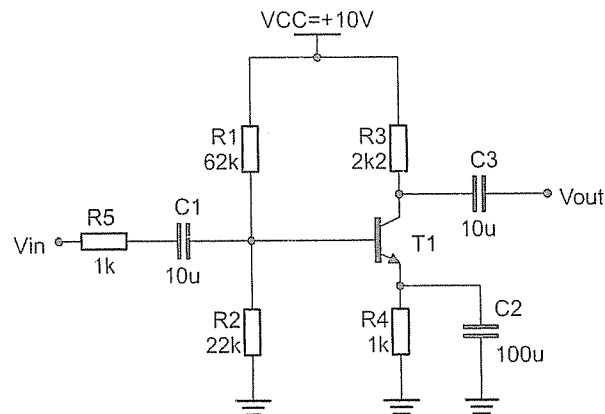 VCC=+10V
R1
62k
R3
2k2
C3
10u
Vout
R5
1k
C1
10u
Vin
T1
R2
22k
R4
1k
C2
100u